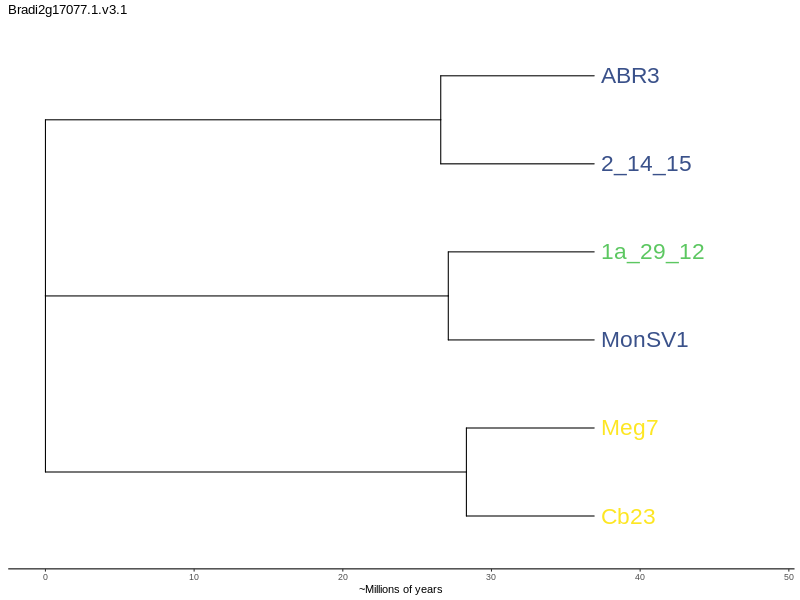 Bradi2g17077.1.v3.1
ABR3
2_14_15
1a_29_12
MonSV1
Meg7
Cb23
0 10 20 30 40 50
~Millions of years